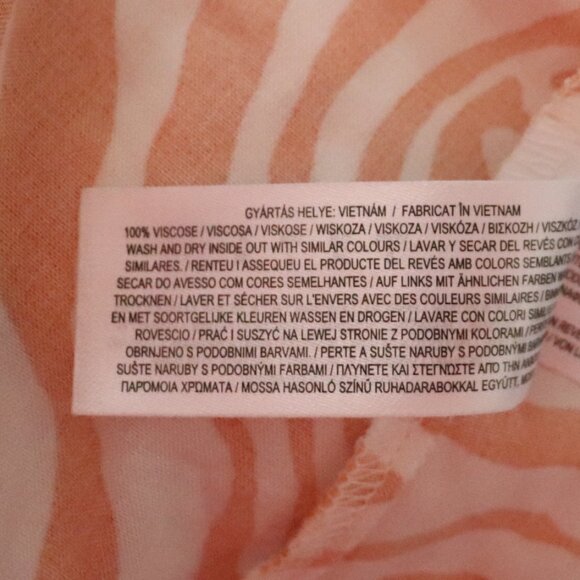 GYÁRTÁS HELYE: VIETNÁM / FABRICAT ÎN VIETNAM
100% VISCOSE / VISCOSA / VISKOSE / WISKOZA / VISKOZA / VISKÓZA / ΒΙΣΚΟΖΗ / VISZKÓZ
WASH AND DRY INSIDE OUT WITH SIMILAR COLOURS / LAVAR Y SECAR DEL REVÉS CON
SIMILARES. / RENTEU I ASSEQUEU EL PRODUCTE DEL REVÉS AMB COLORS SEMBLANTS
SECAR DO AVESSO COM CORES SEMELHANTES / AUF LINKS MIT ÄHNLICHEN FARBEN
TROCKNEN / LAVER ET SÉCHER SUR L'ENVERS AVEC DES COULEURS SIMILAIRES /
EN MET SOORTGELIJKE KLEUREN WASSEN EN DROGEN / LAVARE CON COLORI SIMILI
ROVESCIO / PRAĆ I SUSZYĆ NA LEWEJ STRONIE Z PODOBNYMI KOLORAMI /
OBRNJENO S PODOBNIMI BARVAMI. / PERTE A SUŠTE NARUBY S PODOBNÝMI
SUŠTE NARUBY S PODOBNÝMI FARBAMI / ΠΛΥΝΕΤΕ ΚΑΙ ΣΤΕΓΝΩΣΤΕ ΑΠΟ ΤΗΝ
ΠΑΡΟΜΟΙΑ ΧΡΩΜΑΤΑ / MOSSA HASONLÓ SZÍNŰ RUHADARABOKKAL EGYÜTT,